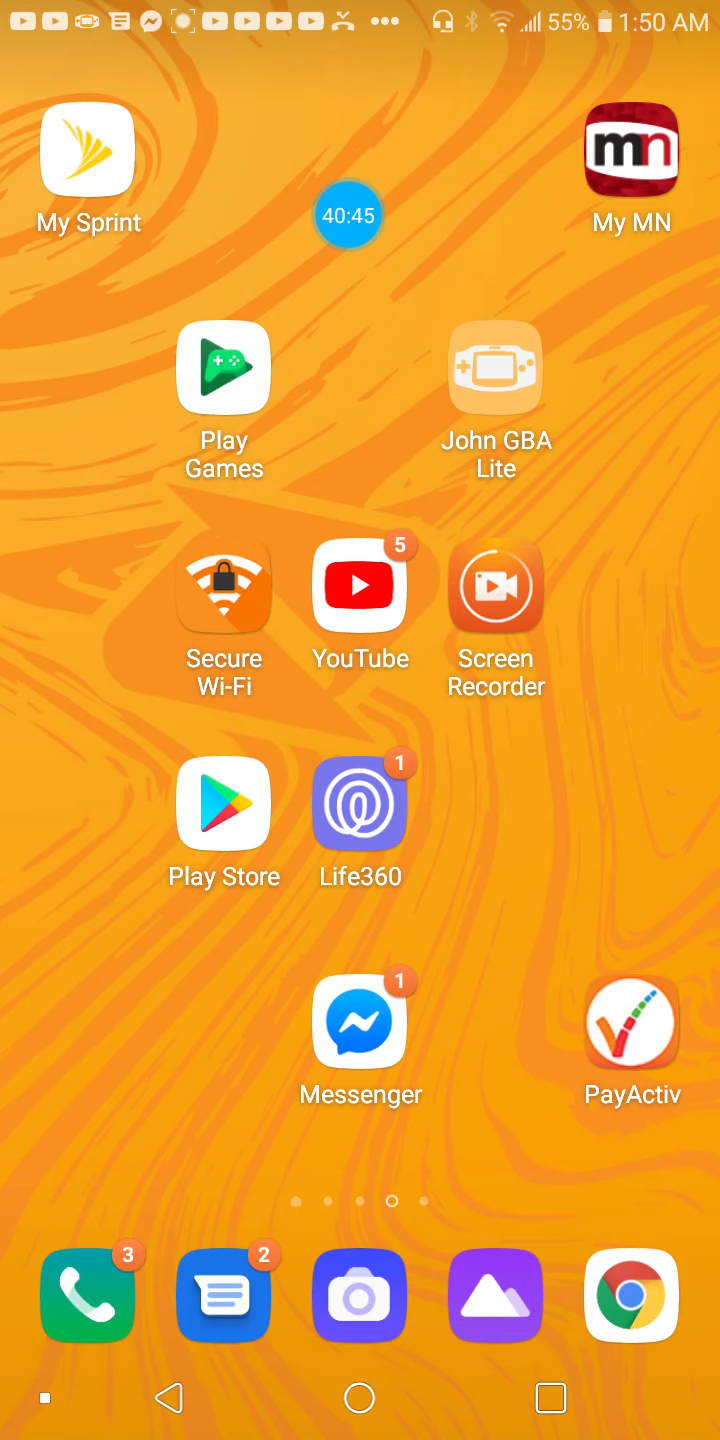 55% 1:50 AM
mn
My Sprint
40:45
My MN
Play
Games
John GBA
Lite
5
Secure
Wi-Fi
YouTube
Screen
Recorder
1
Play Store
Life360
1
Messenger
PayActiv
3
2